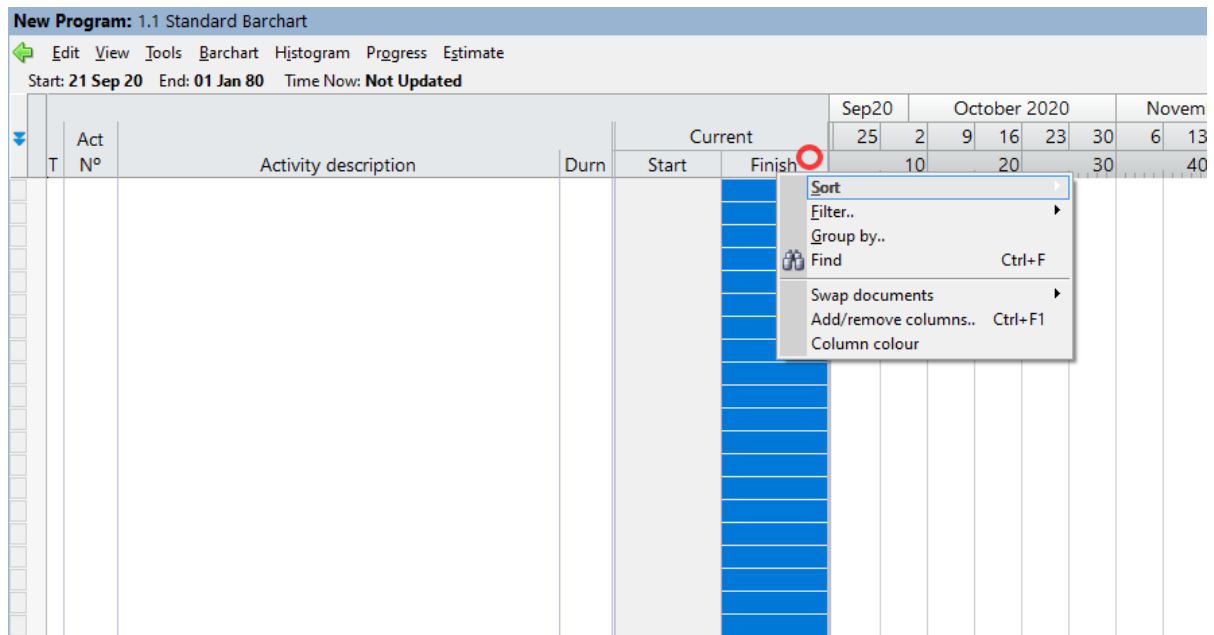 New Program: 1.1 Standard Barchart
Edit View Tools Barchart Histogram Progress Estimate
Start: 21 Sep 20 End: 01 Jan 80 Time Now: Not Updated
Sep20 October 2020 Novem
Act Current 25 2 9 16 23 30 6 13
T Nº Activity description Durn Start Finish 10 20 30 40
Sort
Filter..
Group by..
Find Ctrl+F
Swap documents
Add/remove columns.. Ctrl+F1
Column colour